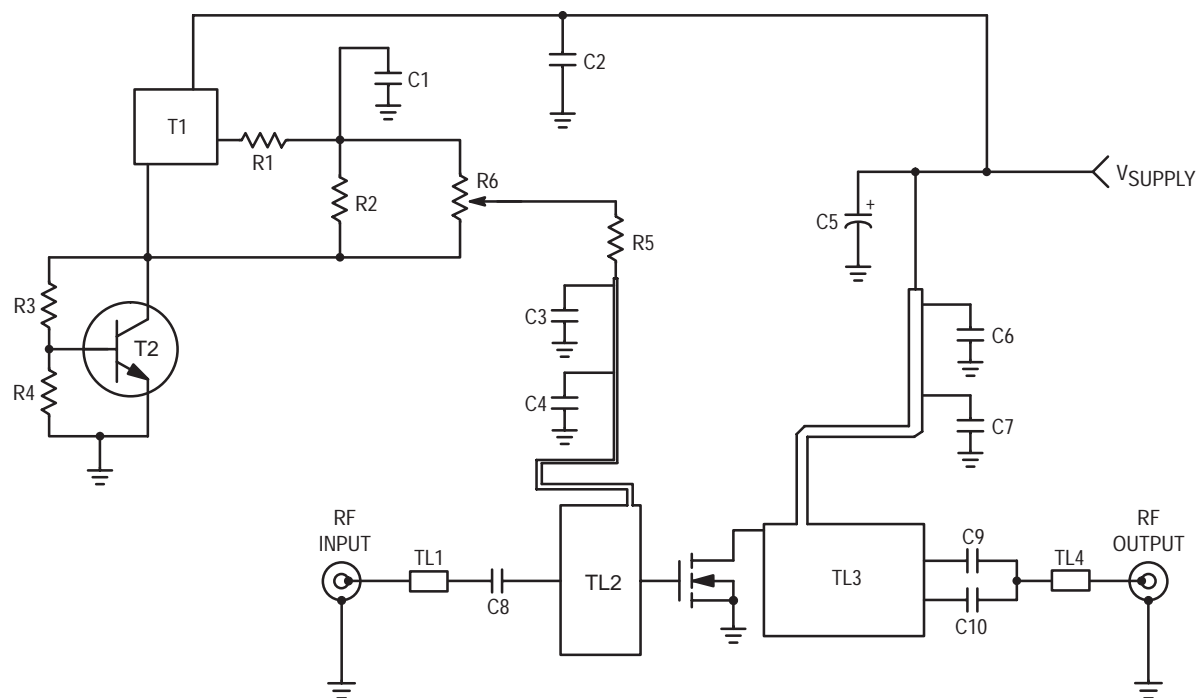 C2
C1
T1
R1
R6
VSUPPLY
R2
+
C5
R5
R3
C3
C6
T2
R4
C4
C7
RF
INPUT
RF
OUTPUT
TL1
C9
TL4
C8
TL2
TL3
C10